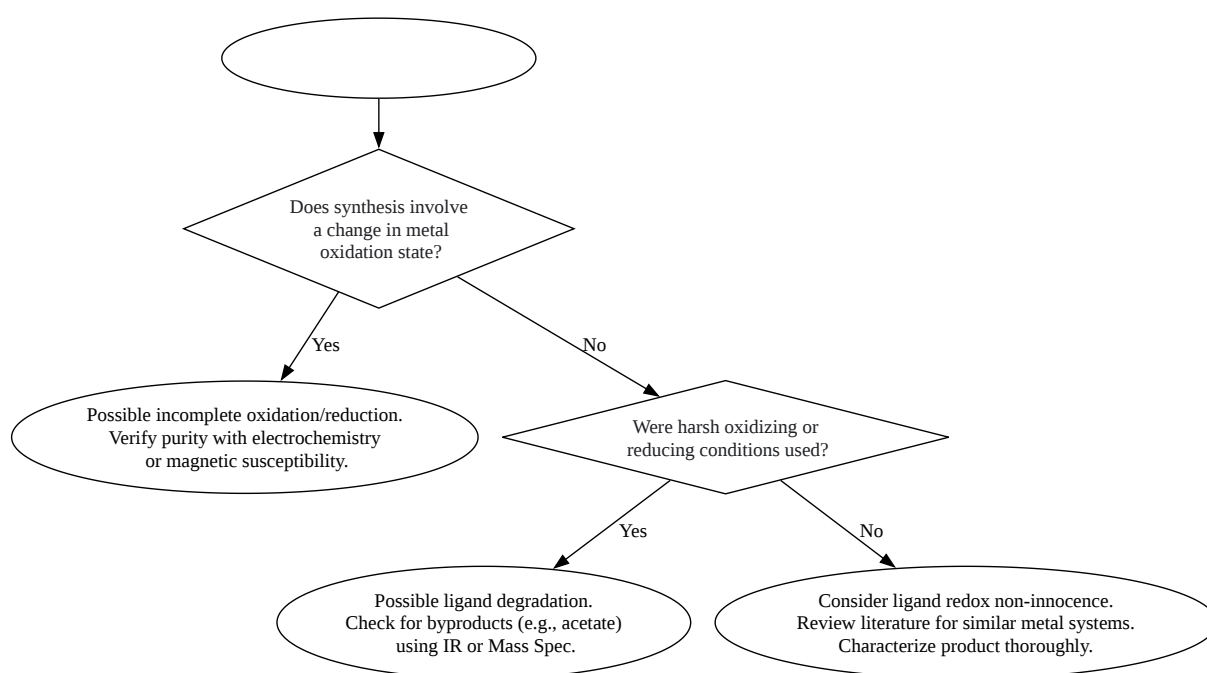 Does synthesis involve
a change in metal
oxidation state?
Yes
No
Possible incomplete oxidation/reduction.
Verify purity with electrochemistry
or magnetic susceptibility.
Were harsh oxidizing or
reducing conditions used?
Yes
No
Possible ligand degradation.
Check for byproducts (e.g., acetate)
using IR or Mass Spec.
Consider ligand redox non-innocence.
Review literature for similar metal systems.
Characterize product thoroughly.